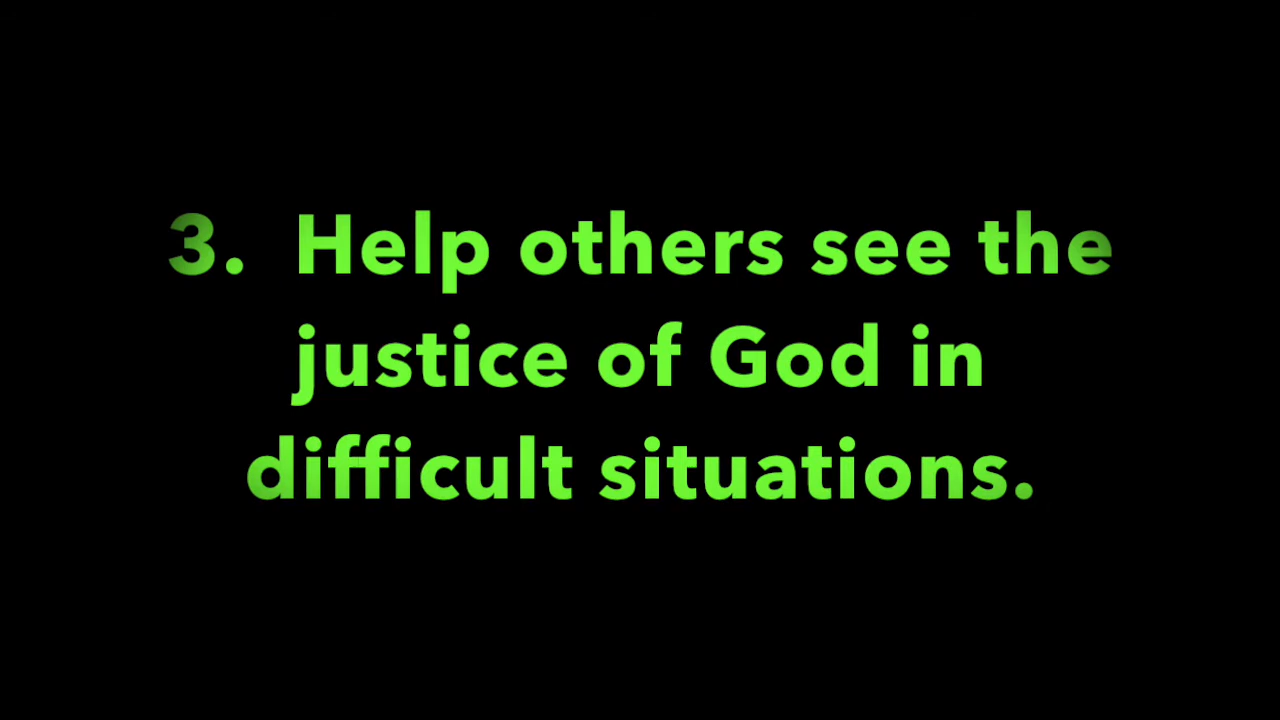 3.  Help others see the
justice of God in
difficult situations.